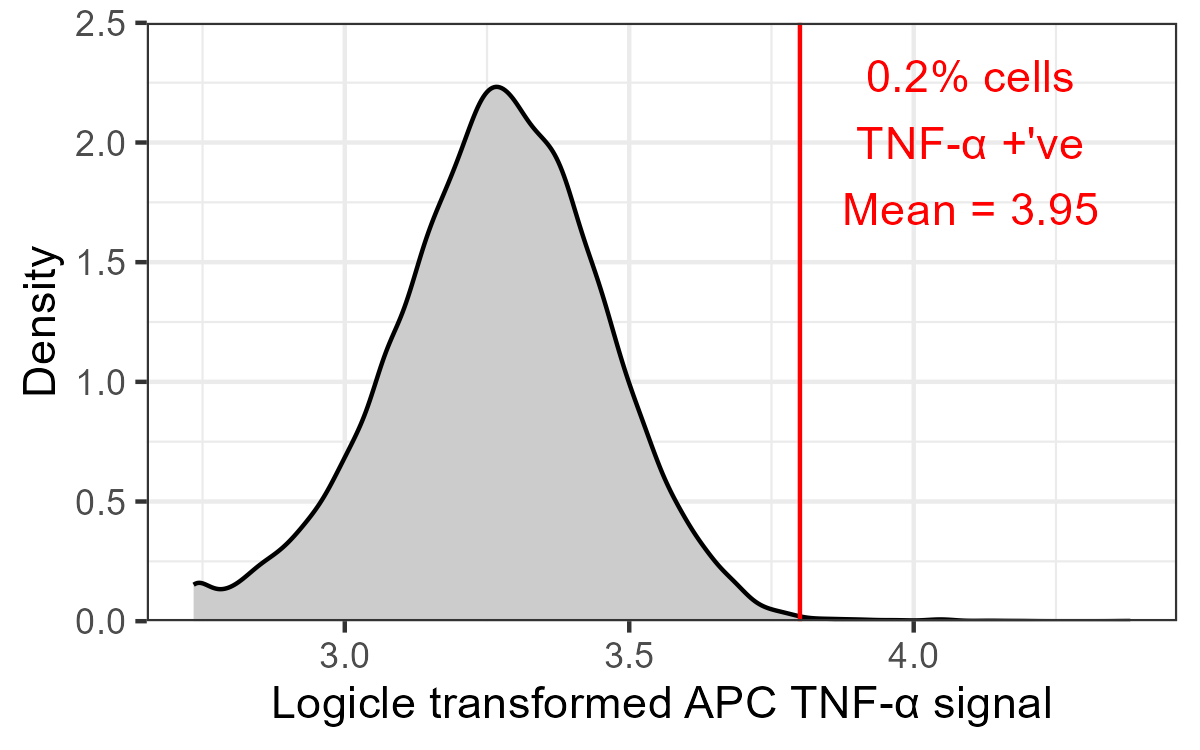 2.5
2.0
1.5
1.0
0.5
0.0
Density
0.2% cells
TNF-α +'ve
Mean = 3.95
3.0 3.5 4.0
Logicle transformed APC TNF-α signal